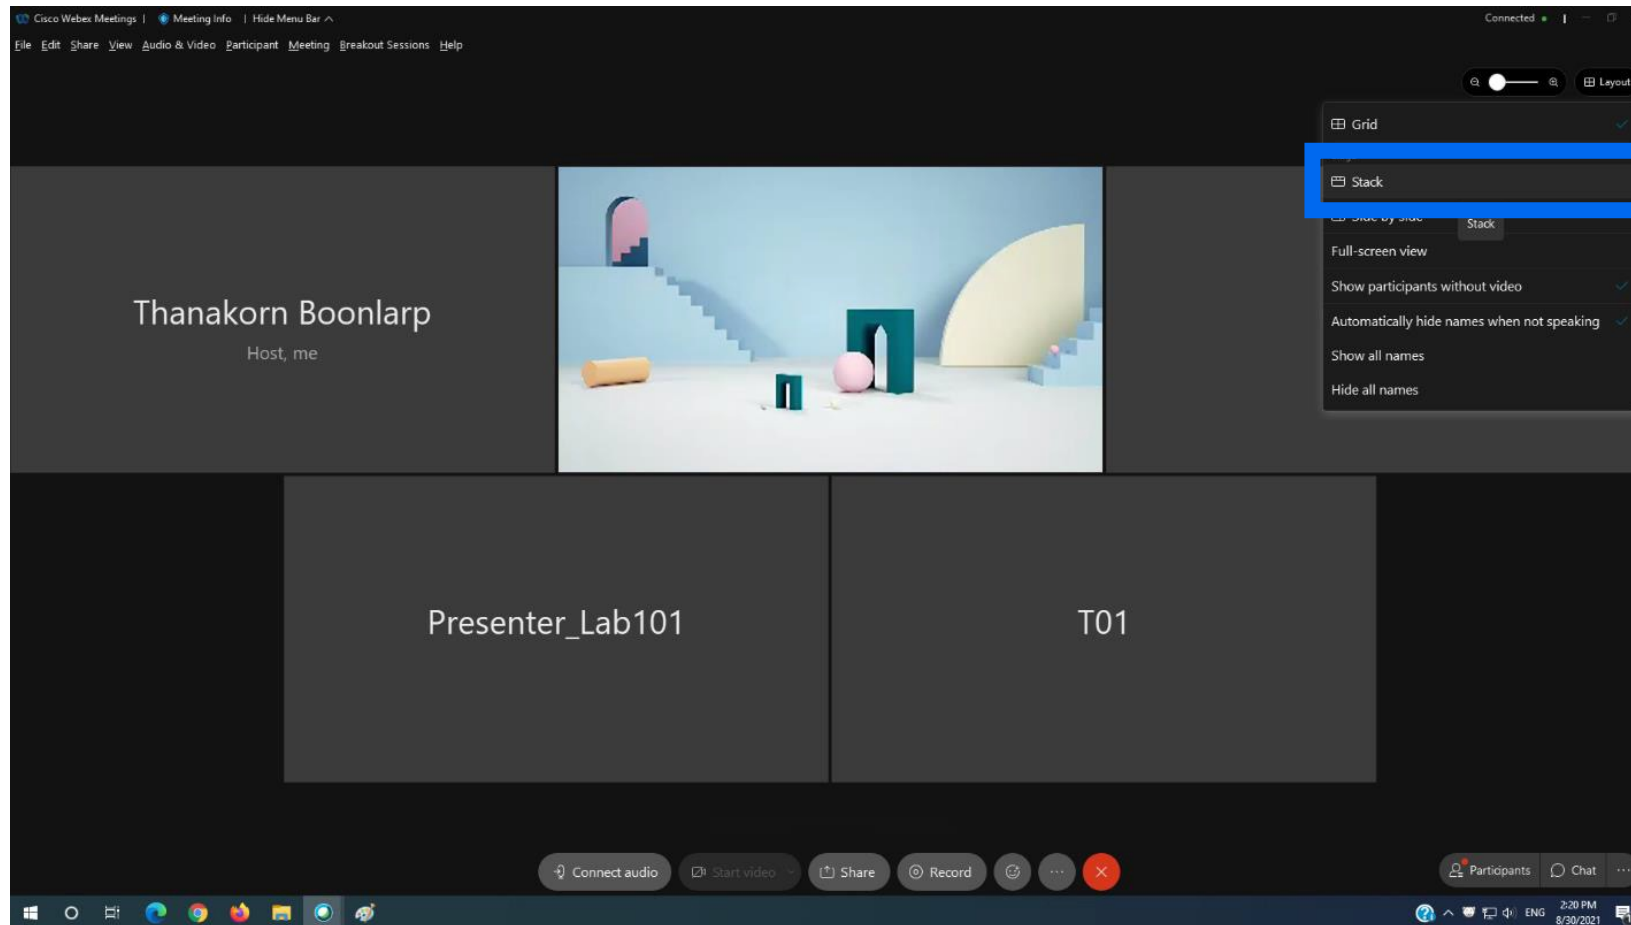 Cisco Webex Meetings | Meeting Info | Hide Menu Bar
Connected
File Edit Share View Audio & Video Participant Meeting Breakout Sessions Help
Layout
Grid
Stack
Side by side
Stack
Full-screen view
Show participants without video
Automatically hide names when not speaking
Show all names
Hide all names
Thanakorn Boonlarp
Host, me
Presenter_Lab101
T01
Connect audio
Start video
Share
Record
Participants
Chat
ENG
2:20 PM
8/30/2021